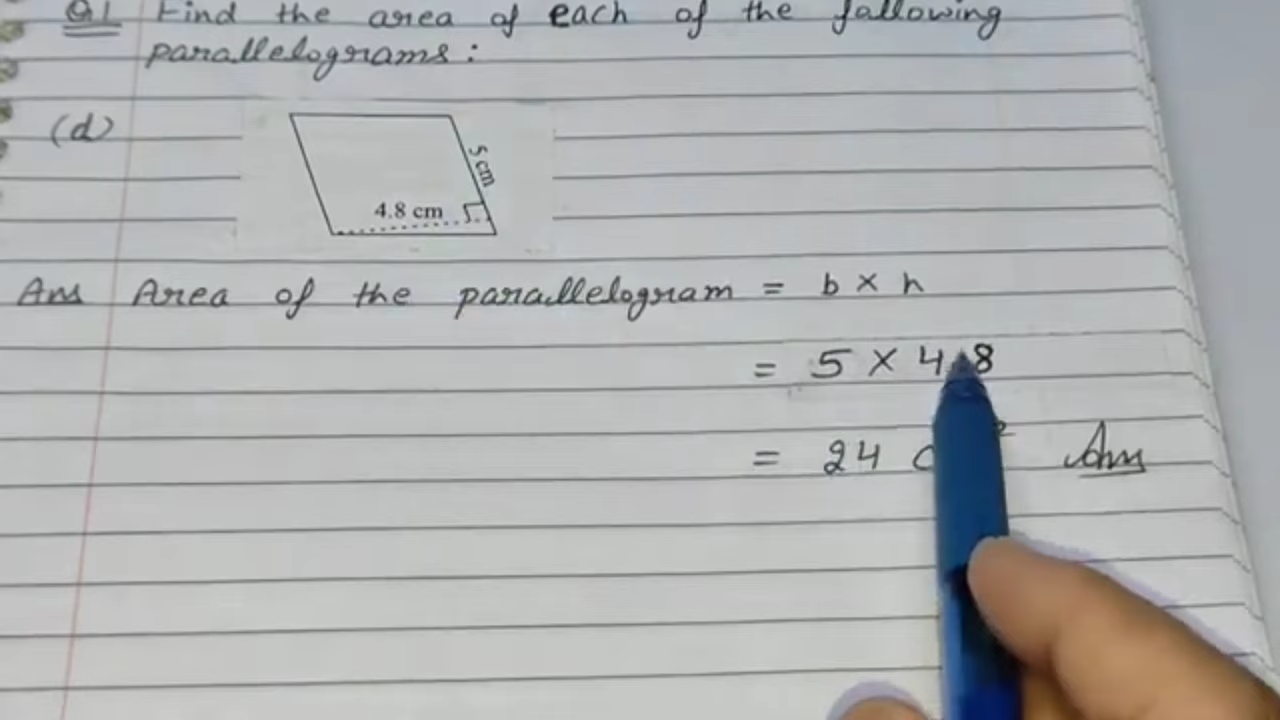 Q1 Find the area of each of the following
parallelograms:
(d)
5 cm
4.8 cm
Ans Area of the parallelogram = b × h
= 5 × 4.8
= 24 Ans